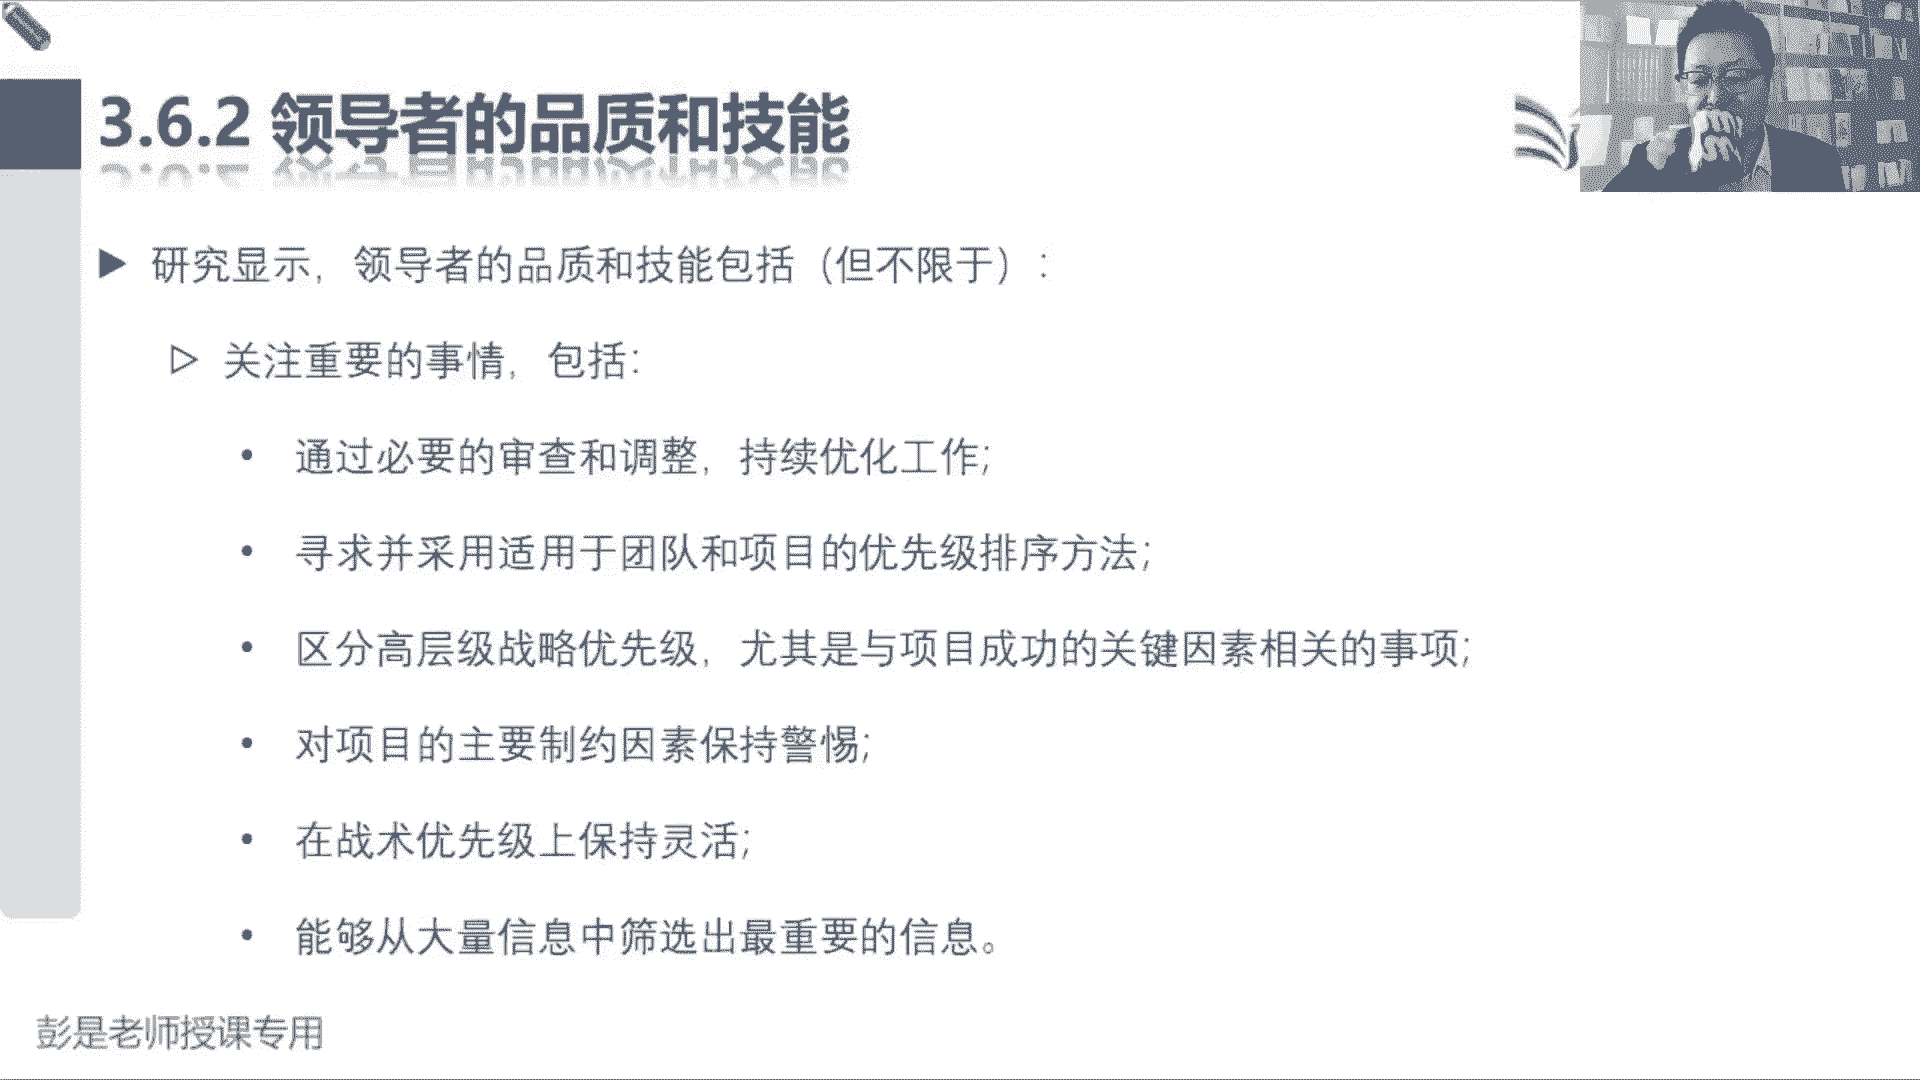 3.6.2 领导者的品质和技能
▶ 研究显示，领导者的品质和技能包括（但不限于）：
▷ 关注重要的事情，包括：
• 通过必要的审查和调整，持续优化工作；
• 寻求并采用适用于团队和项目的优先级排序方法；
• 区分高层级战略优先级，尤其是与项目成功的关键因素相关的事项；
• 对项目的主要制约因素保持警惕；
• 在战术优先级上保持灵活；
• 能够从大量信息中筛选出最重要的信息。
彭是老师授课专用